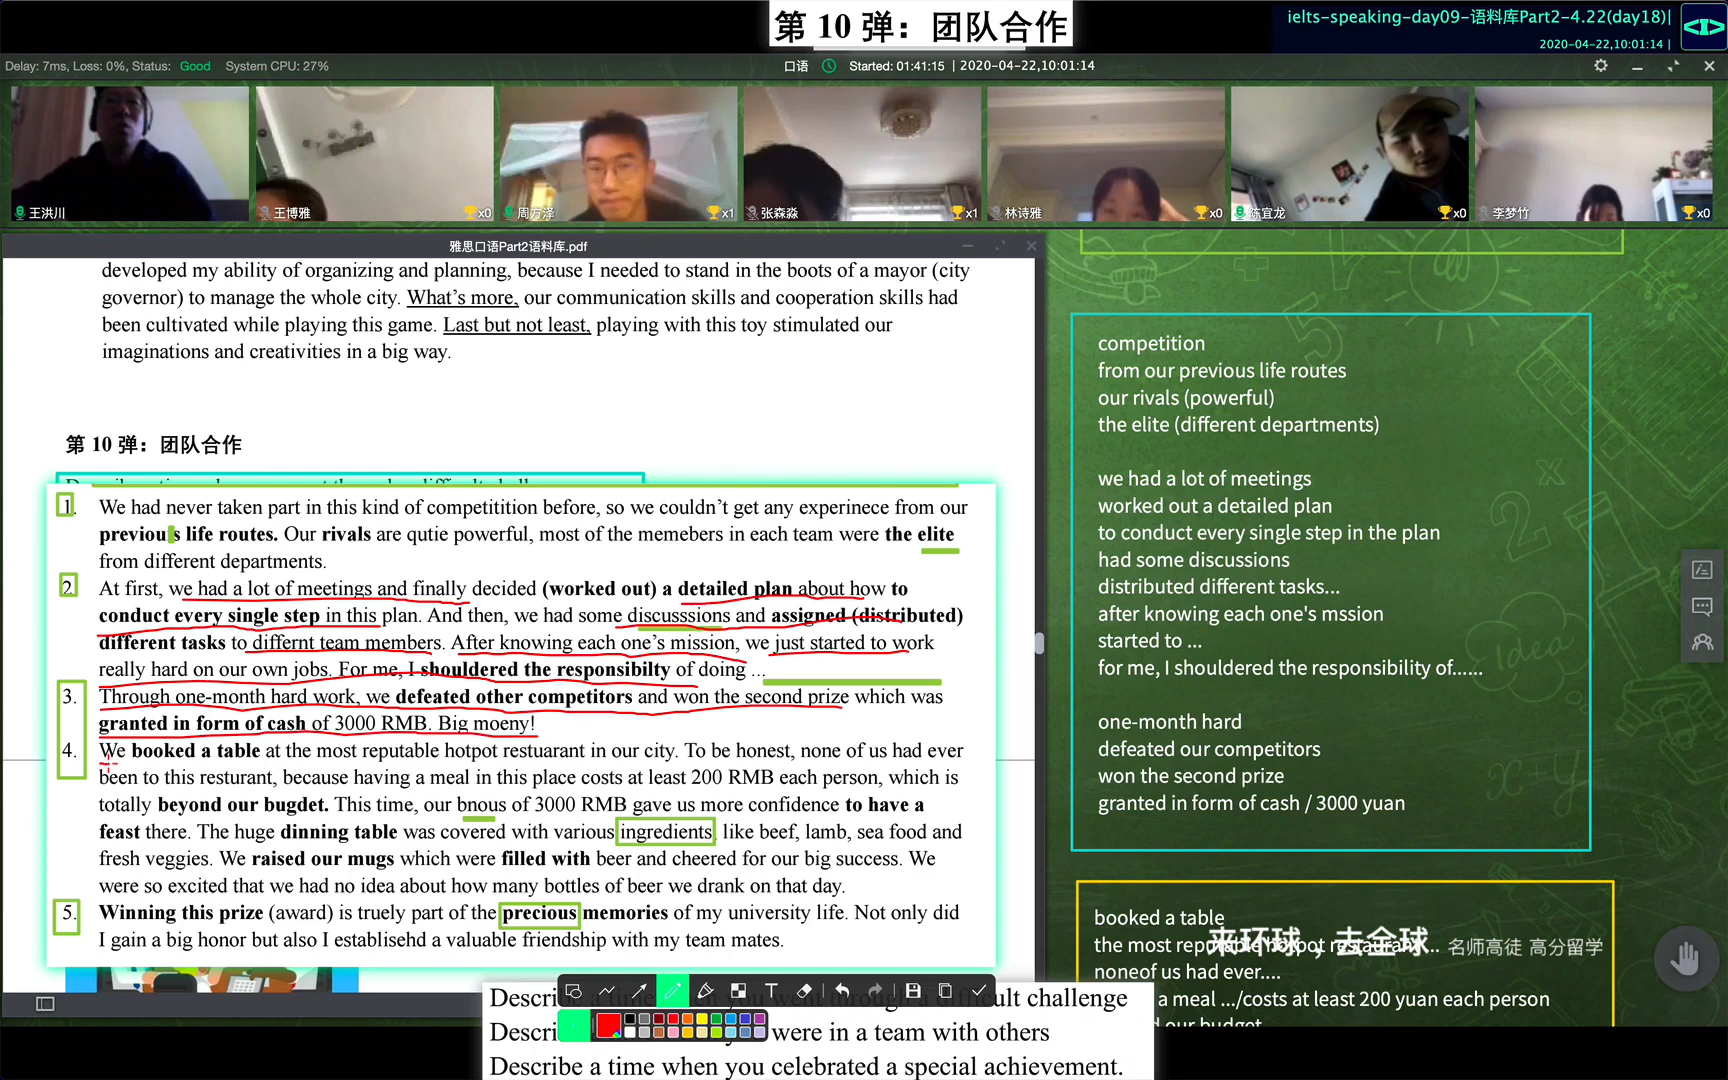 第 10 弹：团队合作
ielts-speaking-day09-语料库Part2-4.22(day18)|
2020-04-22,10:01:14 |
Delay: 7ms, Loss: 0%, Status: Good System CPU: 27%
口语 Started: 01:41:15 | 2020-04-22,10:01:14
王洪川
王博雅 x0
周方泽 x1
张森淼 x1
林诗雅 x0
陈宜龙 x0
李梦竹 x0
雅思口语Part2语料库.pdf
developed my ability of organizing and planning, because I needed to stand in the boots of a mayor (city
governor) to manage the whole city. What's more, our communication skills and cooperation skills had
been cultivated while playing this game. Last but not least, playing with this toy stimulated our
imaginations and creativities in a big way.
第 10 弹：团队合作
1. We had never taken part in this kind of competitition before, so we couldn't get any experinece from our
previous life routes. Our rivals are qutie powerful, most of the memebers in each team were the elite
from different departments.
2. At first, we had a lot of meetings and finally decided (worked out) a detailed plan about how to
conduct every single step in this plan. And then, we had some discusssions and assigned (distributed)
different tasks to differnt team members. After knowing each one's mission, we just started to work
really hard on our own jobs. For me, I shouldered the responsibilty of doing ...
3. Through one-month hard work, we defeated other competitors and won the second prize which was
granted in form of cash of 3000 RMB. Big moeny!
4. We booked a table at the most reputable hotpot restuarant in our city. To be honest, none of us had ever
been to this resturant, because having a meal in this place costs at least 200 RMB each person, which is
totally beyond our bugdet. This time, our bnous of 3000 RMB gave us more confidence to have a
feast there. The huge dinning table was covered with various ingredients, like beef, lamb, sea food and
fresh veggies. We raised our mugs which were filled with beer and cheered for our big success. We
were so excited that we had no idea about how many bottles of beer we drank on that day.
5. Winning this prize (award) is truely part of the precious memories of my university life. Not only did
I gain a big honor but also I establisehd a valuable friendship with my team mates.
competition
from our previous life routes
our rivals (powerful)
the elite (different departments)
we had a lot of meetings
worked out a detailed plan
to conduct every single step in the plan
had some discussions
distributed different tasks...
after knowing each one's mssion
started to ...
for me, I shouldered the responsibility of......
one-month hard
defeated our competitors
won the second prize
granted in form of cash / 3000 yuan
booked a table
the most reputable hotpot restaurant...
来环球，去全球 名师高徒 高分留学
noneof us had ever....
a meal .../costs at least 200 yuan each person
our budget
Describe a time when you went through a difficult challenge
were in a team with others
Describe a time when you celebrated a special achievement.